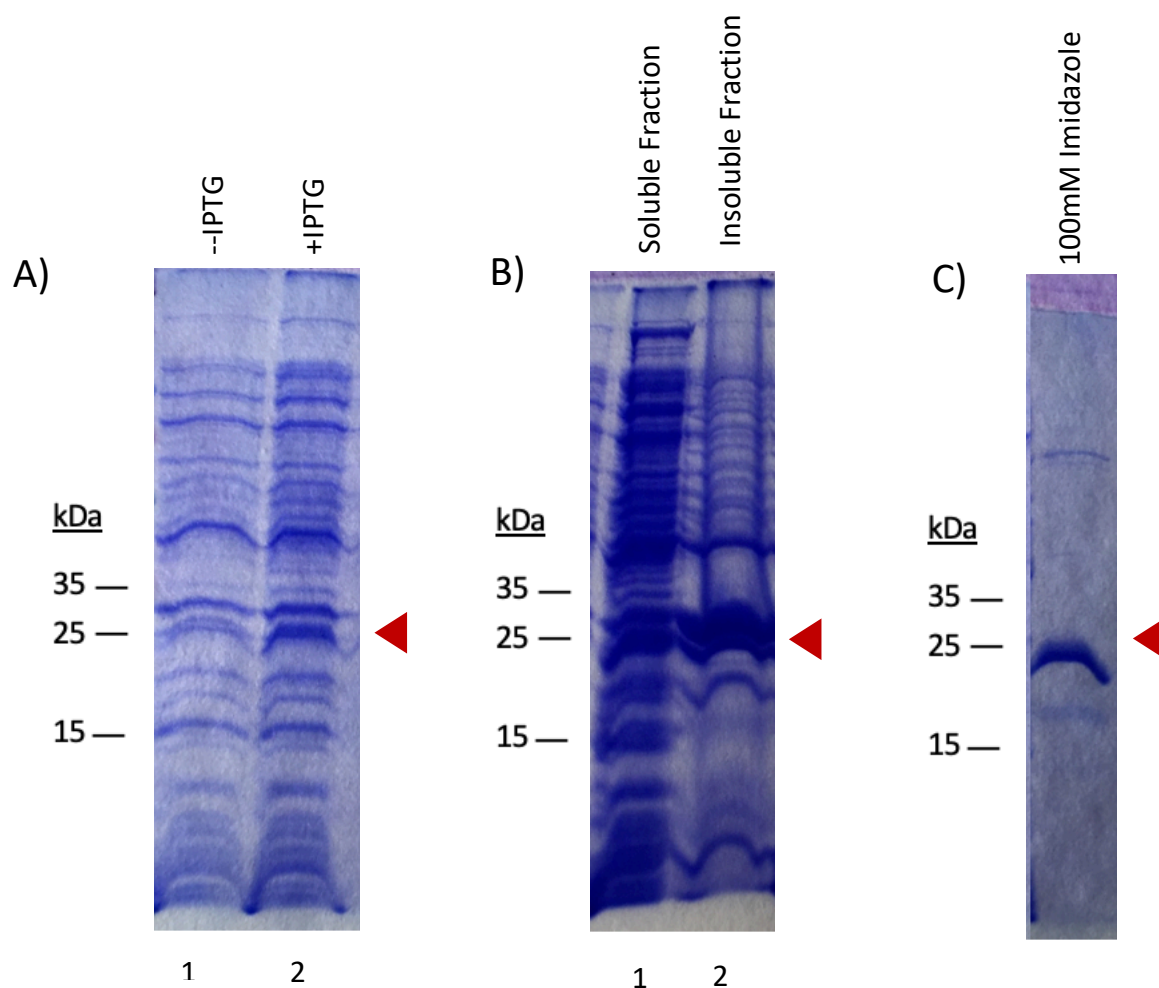 A)
--IPTG
+IPTG
kDa
35
25
15
1
2
B)
Soluble Fraction
Insoluble Fraction
kDa
35
25
15
1
2
C)
100mM Imidazole
kDa
35
25
15